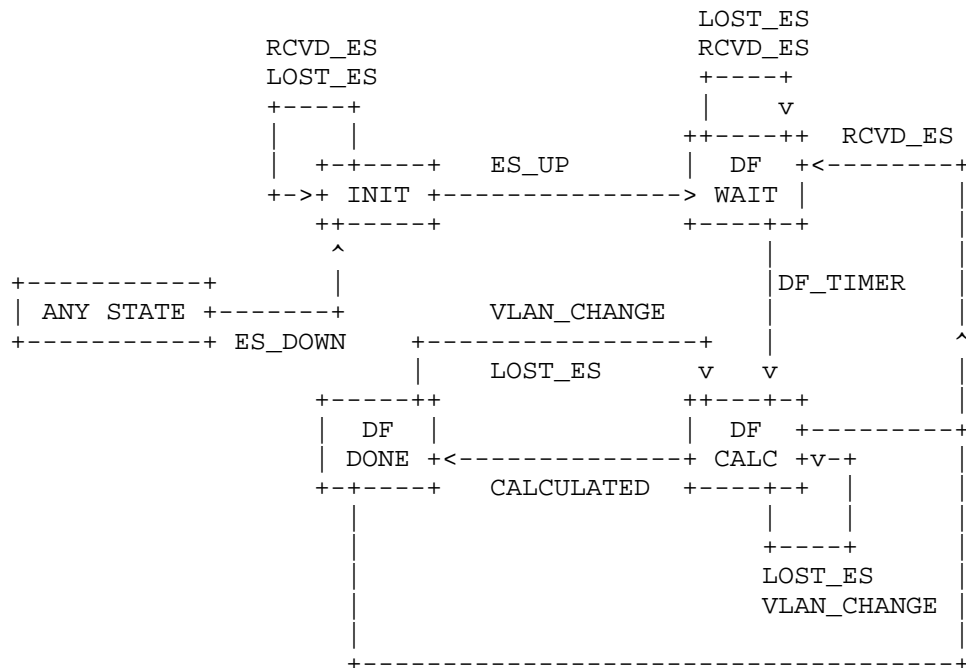 LOST_ES
RCVD_ES RCVD_ES
LOST_ES
RCVD_ES
ES_UP DF
INIT WAIT
DF_TIMER
ANY STATE VLAN_CHANGE
ES_DOWN
LOST_ES
DF DF
DONE CALC
CALCULATED
LOST_ES
VLAN_CHANGE